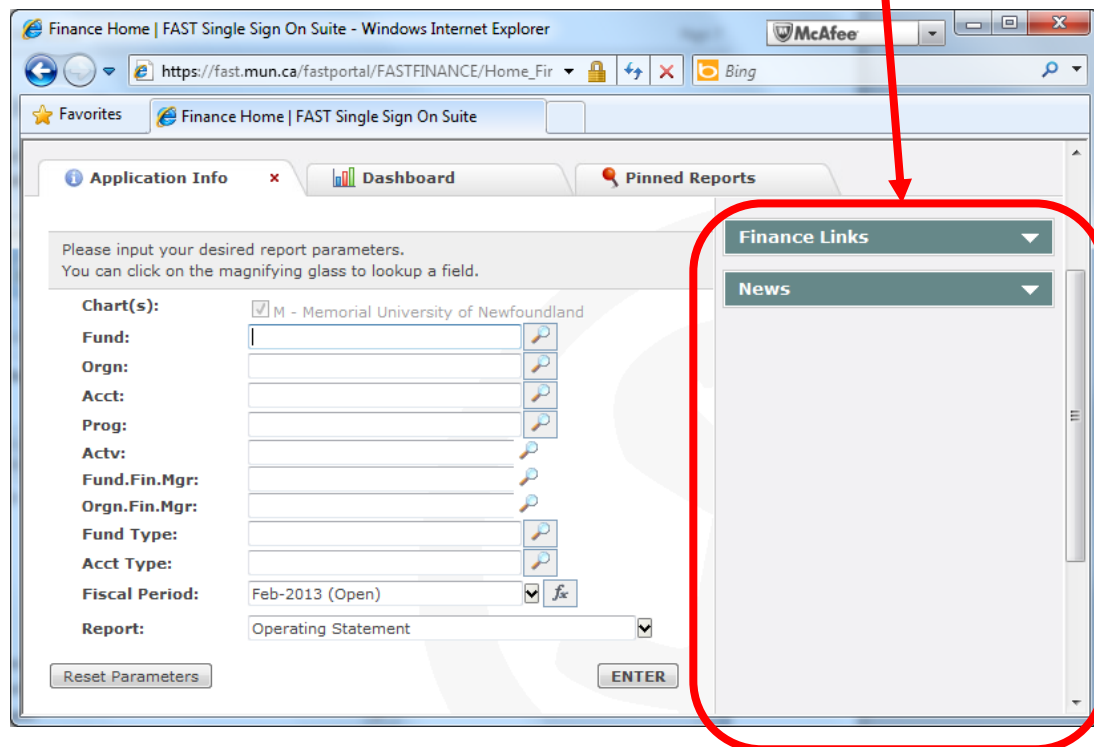 Finance Home | FAST Single Sign On Suite - Windows Internet Explorer
McAfee
https://fast.mun.ca/fastportal/FASTFINANCE/Home_Fir
Bing
Favorites
Finance Home | FAST Single Sign On Suite
Application Info
Dashboard
Pinned Reports
Please input your desired report parameters.
You can click on the magnifying glass to lookup a field.
Chart(s): M - Memorial University of Newfoundland
Fund:
Orgn:
Acct:
Prog:
Actv:
Fund.Fin.Mgr:
Orgn.Fin.Mgr:
Fund Type:
Acct Type:
Fiscal Period: Feb-2013 (Open) fx
Report: Operating Statement
Reset Parameters ENTER
Finance Links
News